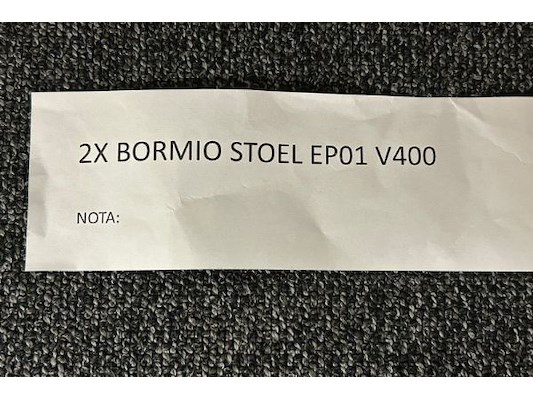 2X BORMIO STOEL EP01 V400
NOTA: